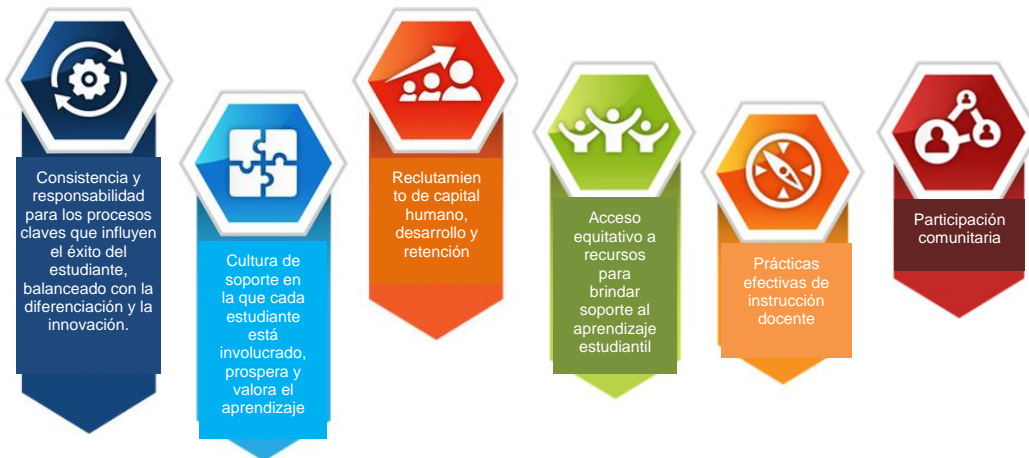 Consistencia y
responsabilidad
para los procesos
claves que influyen
el éxito del
estudiante,
balanceado con la
diferenciación y la
innovación.
Cultura de
soporte en
la que cada
estudiante
está
involucrado,
prospera y
valora el
aprendizaje
Reclutamien
to de capital
humano,
desarrollo y
retención
Acceso
equitativo a
recursos
para
brindar
soporte al
aprendizaje
estudiantil
Prácticas
efectivas de
instrucción
docente
Participación
comunitaria